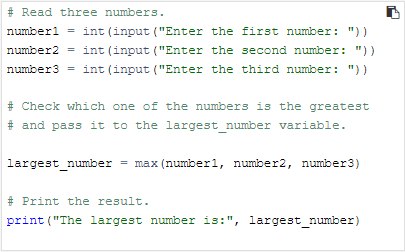 # Read three numbers.
number1 = int(input("Enter the first number: "))
number2 = int(input("Enter the second number: "))
number3 = int(input("Enter the third number: "))
# Check which one of the numbers is the greatest
# and pass it to the largest_number variable.
largest_number = max(number1, number2, number3)
# Print the result.
print("The largest number is:", largest_number)